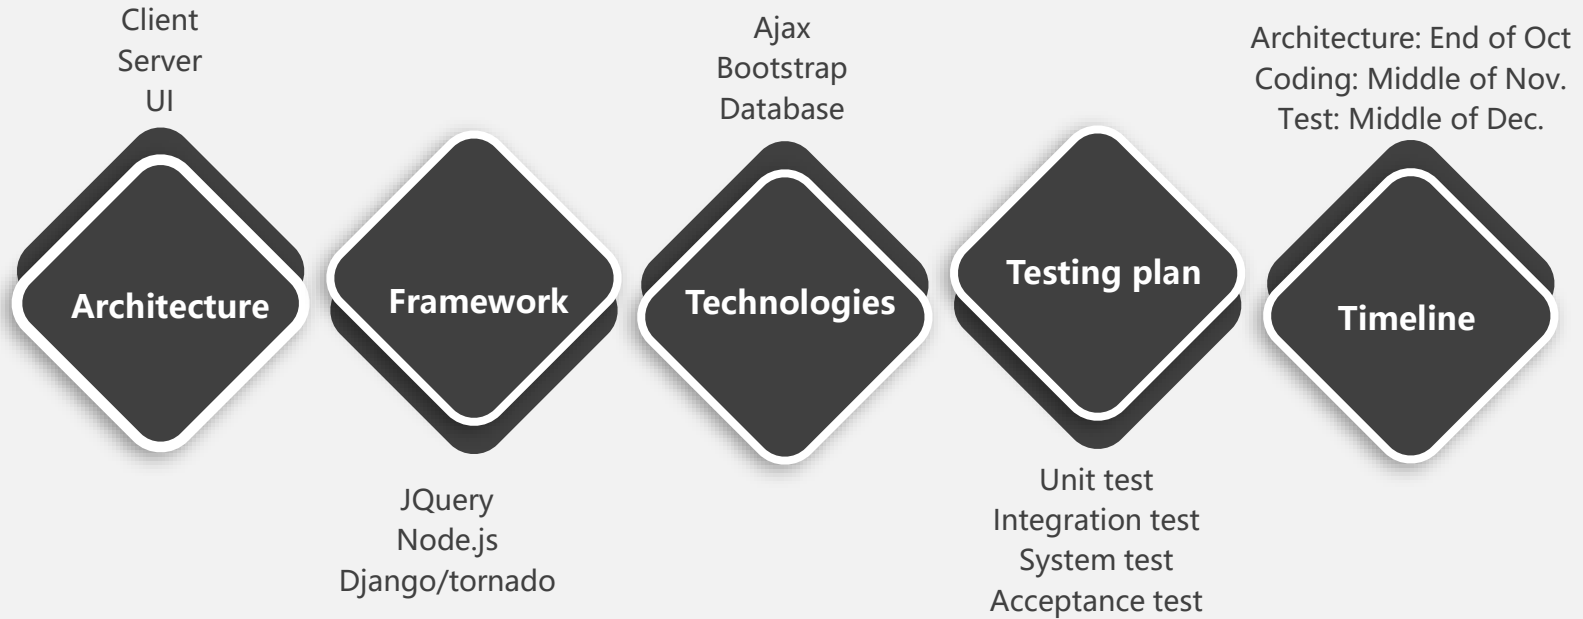 Client
Server
UI
Architecture
Framework
JQuery
Node.js
Django/tornado
Ajax
Bootstrap
Database
Technologies
Testing plan
Unit test
Integration test
System test
Acceptance test
Architecture: End of Oct
Coding: Middle of Nov.
Test: Middle of Dec.
Timeline